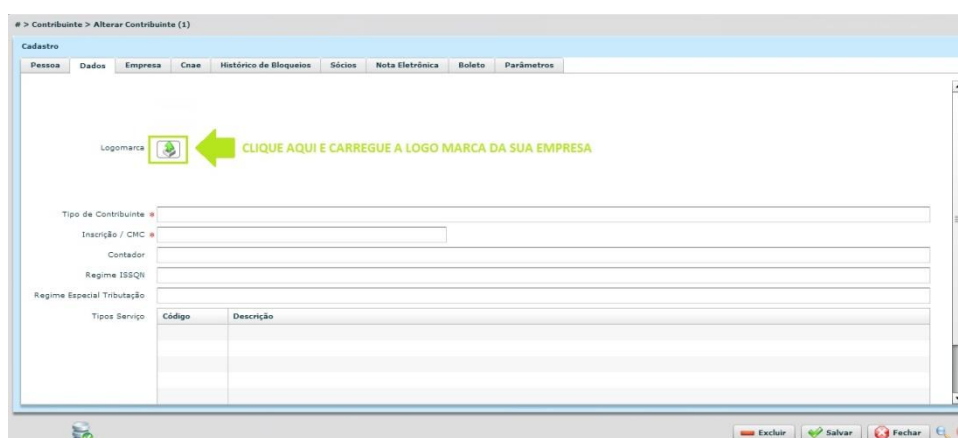 # > Contribuinte > Alterar Contribuinte (1)
Cadastro
Pessoa Dados Empresa Cnae Histórico de Bloqueios Sócios Nota Eletrônica Boleto Parâmetros
Logomarca CLIQUE AQUI E CARREGUE A LOGO MARCA DA SUA EMPRESA
Tipo de Contribuinte
Inscrição / CMC
Contador
Regime ISSQN
Regime Especial Tributação
Tipos Serviço Código Descrição
Excluir Salvar Fechar